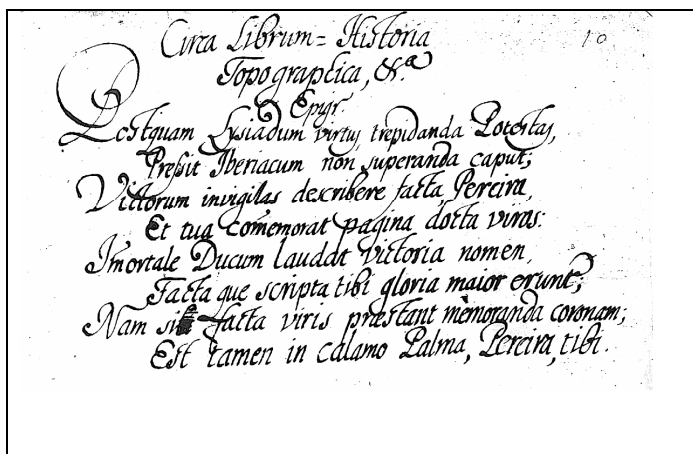 Circa Librum = Historia
10
Topographica, &.ª
Epigr.
Postquam Lysiadum virtus, trepidanda Potestas,
Pressit Iberiacum non superanda caput;
Victorum invigilas describere facta, Pereira,
Et tua comemorat pagina docta viros:
Imortale Ducum laudat victoria nomen,
Facta que scripta tibi gloria maior erunt;
Nam facta viris præstant memoranda coronam;
Est tamen in calamo Palma, Pereira, tibi.